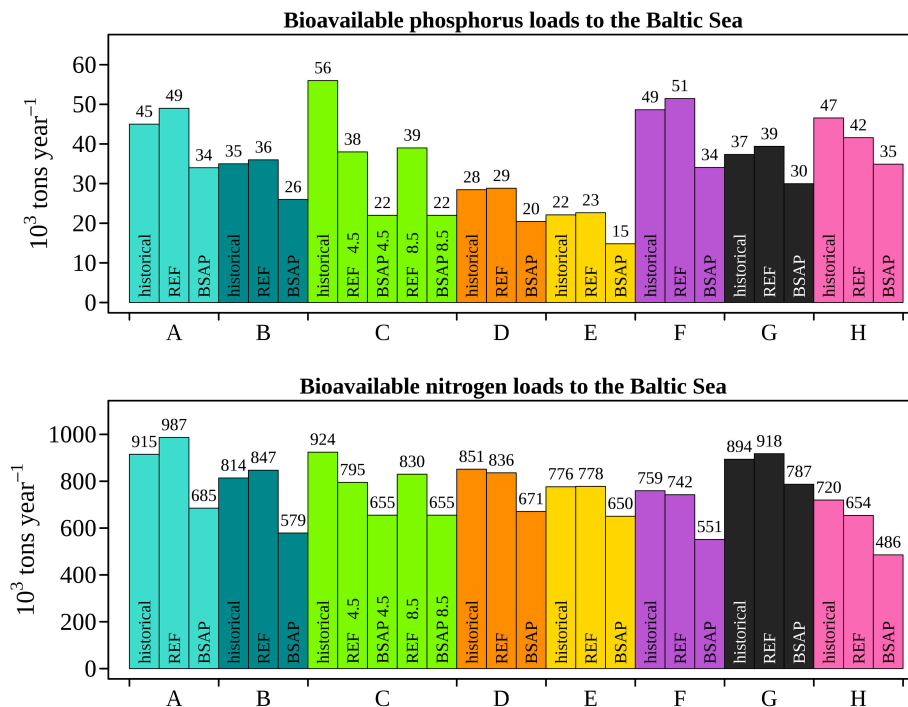 Bioavailable phosphorus loads to the Baltic Sea
10³ tons year⁻¹
60
50
40
30
20
10
0
45 49 34 35 36 26 56 38 22 39 22 28 29 20 22 23 15 49 51 34 37 39 30 47 42 35
historical REF BSAP historical REF BSAP historical REF 4.5 BSAP 4.5 REF 8.5 BSAP 8.5 historical REF BSAP historical REF BSAP historical REF BSAP historical REF BSAP historical REF BSAP
A B C D E F G H
Bioavailable nitrogen loads to the Baltic Sea
10³ tons year⁻¹
1000
800
600
400
200
0
915 987 685 814 847 579 924 795 655 830 655 851 836 671 776 778 650 759 742 551 894 918 787 720 654 486
historical REF BSAP historical REF BSAP historical REF 4.5 BSAP 4.5 REF 8.5 BSAP 8.5 historical REF BSAP historical REF BSAP historical REF BSAP historical REF BSAP historical REF BSAP
A B C D E F G H